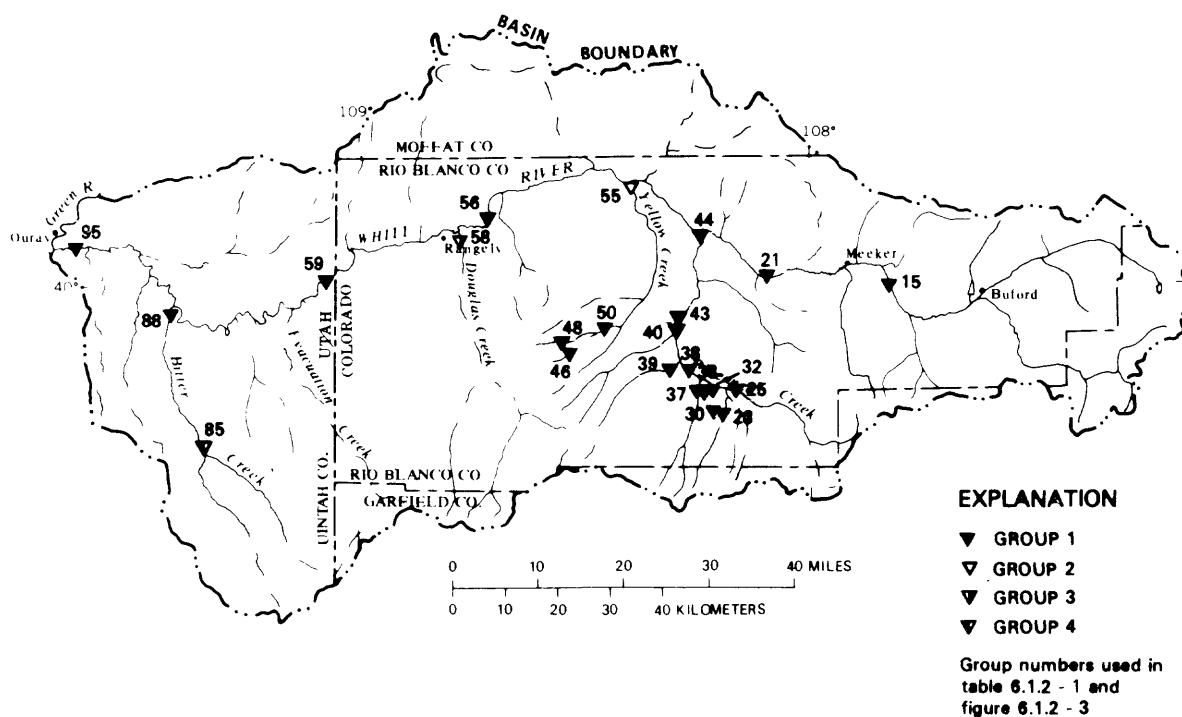 BASIN
BOUNDARY
109°
108°
MOFFAT CO
RIO BLANCO CO
RIVER
Green R.
55
Yellow Creek
56
44
Ouray
95
WHITI
58
Rangely
Meeker
59
21
15
40°
Buford
Douglas Creek
UTAH
COLORADO
88
50
43
48
40
Evacuation
46
38
32
39
Bitter
25
37
Creek
30
28
85
Creek
Creek
RIO BLANCO CO
GARFIELD CO.
UINTAH CO.
EXPLANATION
GROUP 1
GROUP 2
GROUP 3
GROUP 4
0 10 20 30 40 MILES
0 10 20 30 40 KILOMETERS
Group numbers used in
table 6.1.2 - 1 and
figure 6.1.2 - 3